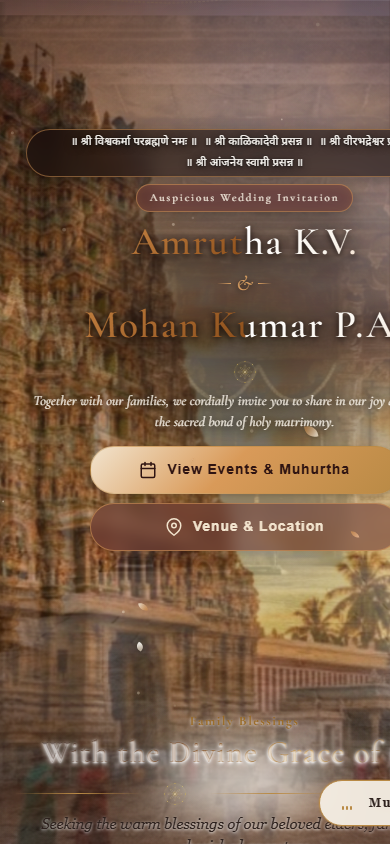 ॥ श्री विश्वकर्मा परब्रह्मणे नमः ॥ ॥ श्री कालिकादेवी प्रसन्न ॥ ॥ श्री वीरभद्रेश्वर
॥ श्री आंजनेय स्वामी प्रसन्न ॥
Auspicious Wedding Invitation
Amrutha K.V.
&
Mohan Kumar P.A
Together with our families, we cordially invite you to share in our joy
the sacred bond of holy matrimony.
View Events & Muhurtha
Venue & Location
Family Blessings
With the Divine Grace of
Mu
Seeking the warm blessings of our beloved elders,